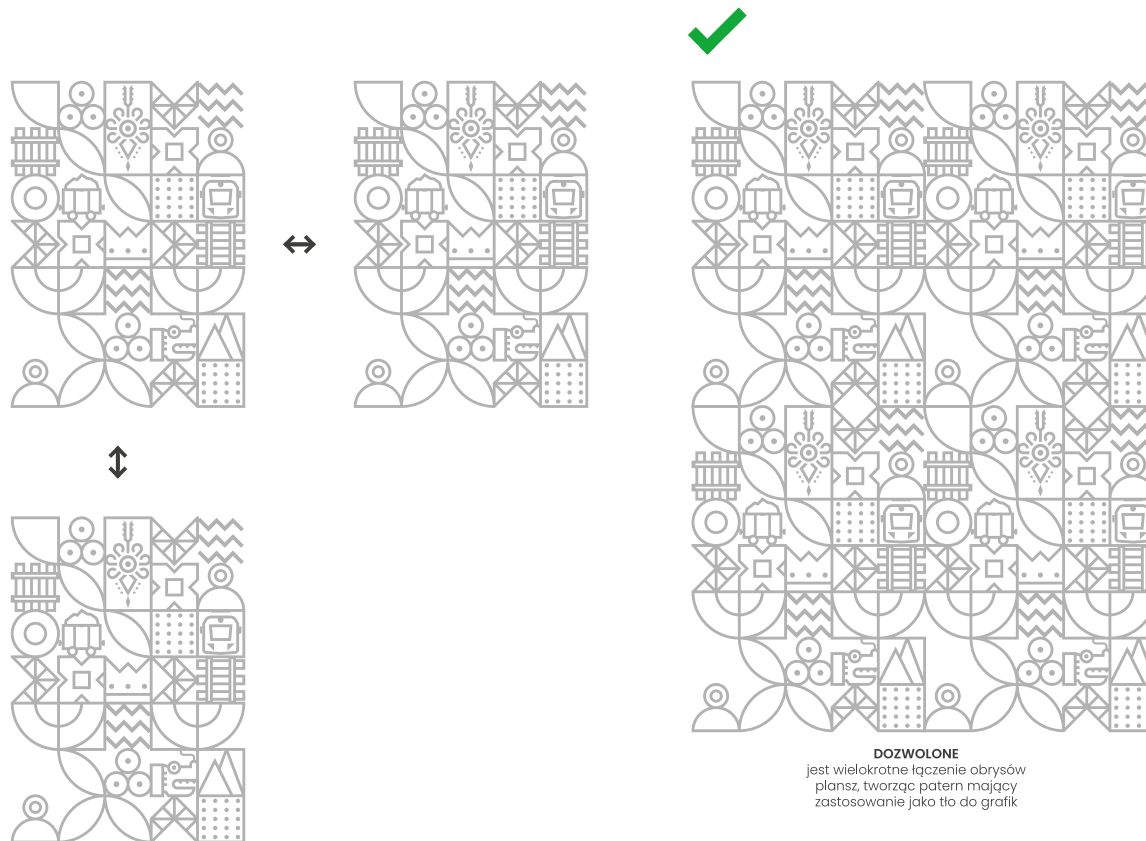 DOZWOLONE
jest wielokrotne łączenie obrysów
plansz, tworząc patern mający
zastosowanie jako tło do grafik